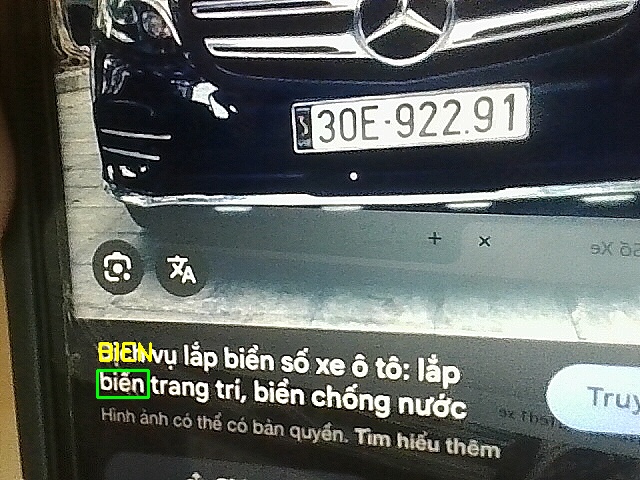 30E-922.91
BIEN
Dịch vụ lắp biển số xe ô tô: lắp
biển trang trí, biển chống nước
Truy
Hình ảnh có thể có bản quyền. Tìm hiểu thêm